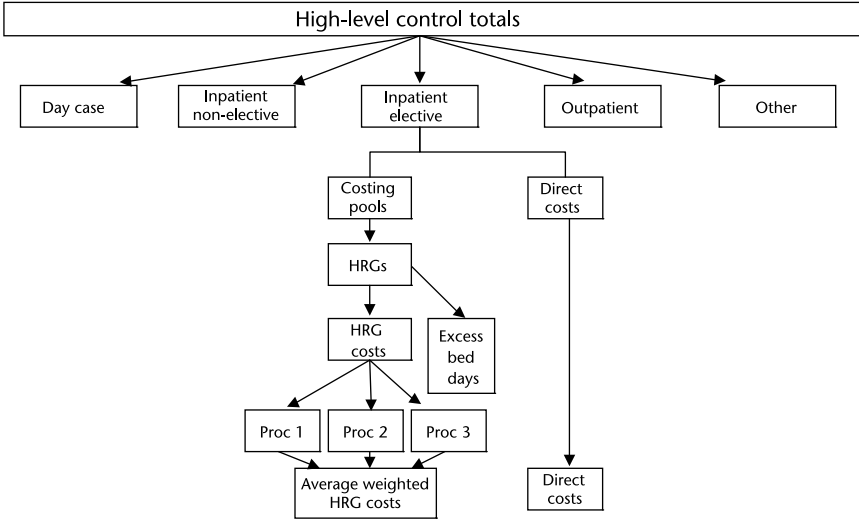 High-level control totals
Day case
Inpatient
non-elective
Inpatient
elective
Outpatient
Other
Costing
pools
Direct
costs
HRGs
HRG
costs
Excess
bed
days
Proc 1
Proc 2
Proc 3
Average weighted
HRG costs
Direct
costs